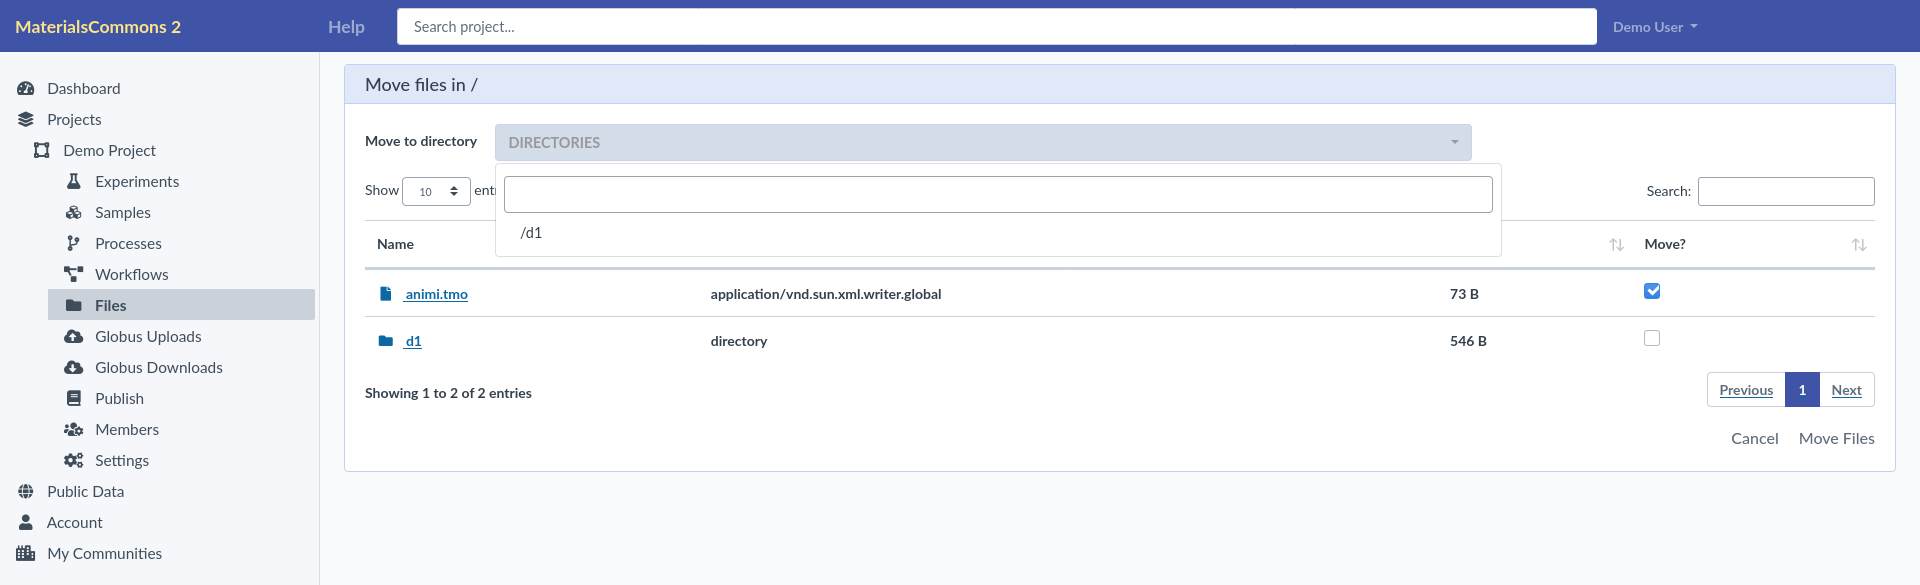 MaterialsCommons 2
Help
Search project...
Demo User
Dashboard
Projects
Demo Project
Experiments
Samples
Processes
Workflows
Files
Globus Uploads
Globus Downloads
Publish
Members
Settings
Public Data
Account
My Communities
Move files in /
Move to directory
DIRECTORIES
Show 10
Search:
/d1
Name
Move?
animi.tmo application/vnd.sun.xml.writer.global 73 B
d1 directory 546 B
Showing 1 to 2 of 2 entries
Previous 1 Next
Cancel Move Files